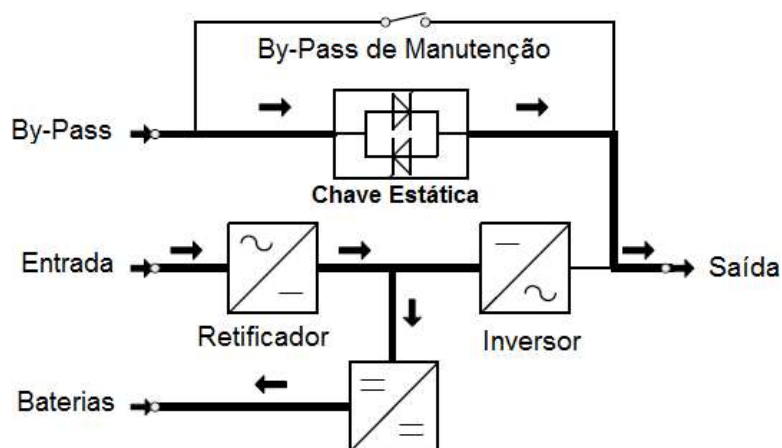 By-Pass de Manutenção
By-Pass
Chave Estática
Entrada
Saída
Retificador
Inversor
Baterias